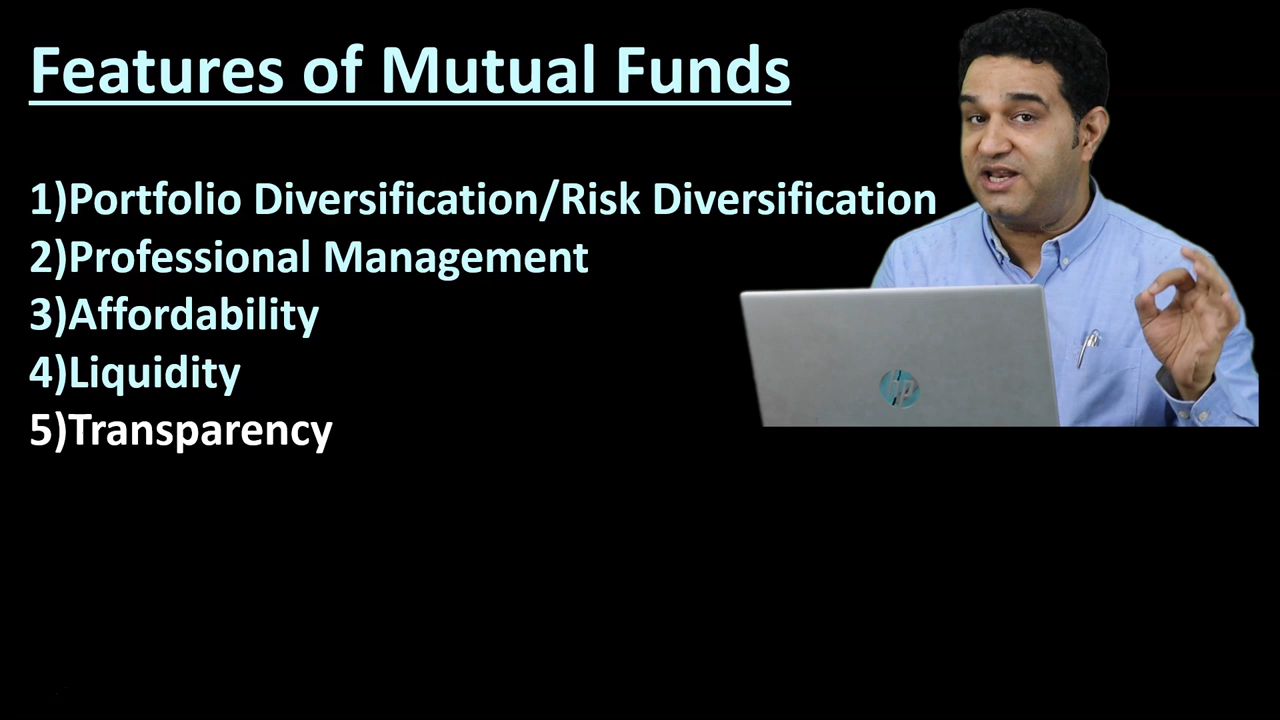 Features of Mutual Funds
1)Portfolio Diversification/Risk Diversification
2)Professional Management
3)Affordability
4)Liquidity
5)Transparency
hp